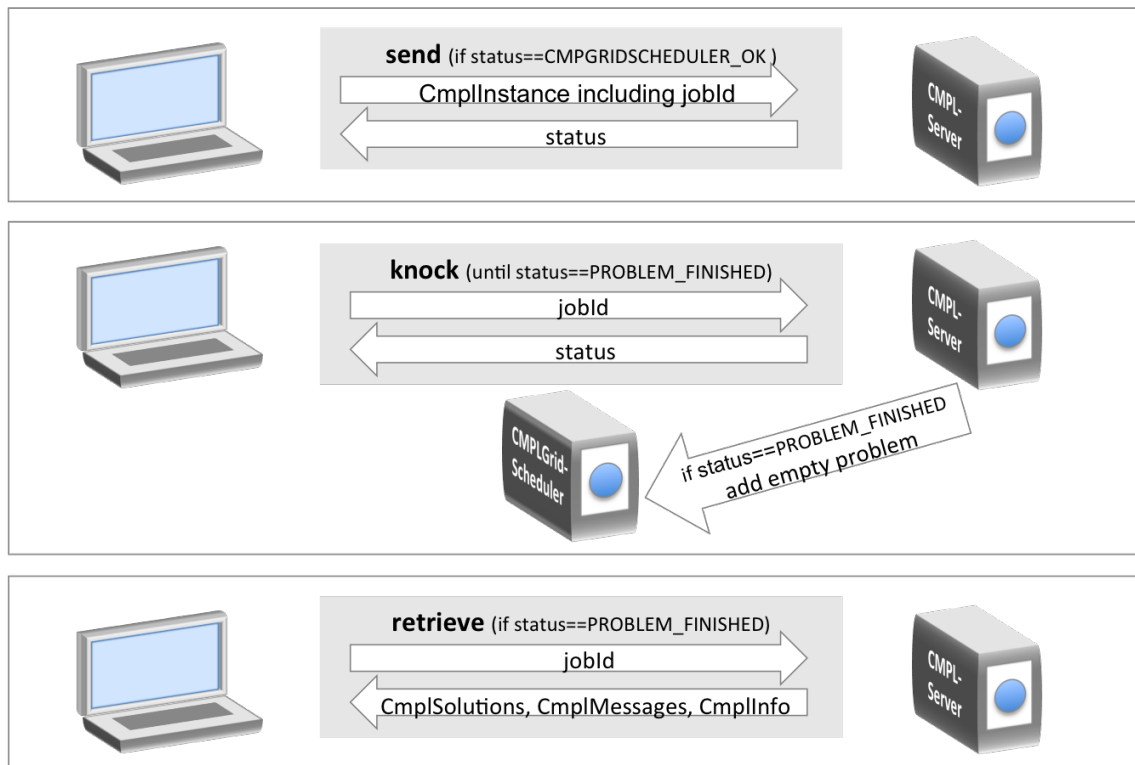 send (if status==CMPGRIDSCHEDULER_OK )
CmplInstance including jobId
status
CMPL-
Server
knock (until status==PROBLEM_FINISHED)
jobId
status
CMPL-
Server
if status==PROBLEM_FINISHED
add empty problem
CMPLGrid-
Scheduler
retrieve (if status==PROBLEM_FINISHED)
jobId
CmplSolutions, CmplMessages, CmplInfo
CMPL-
Server